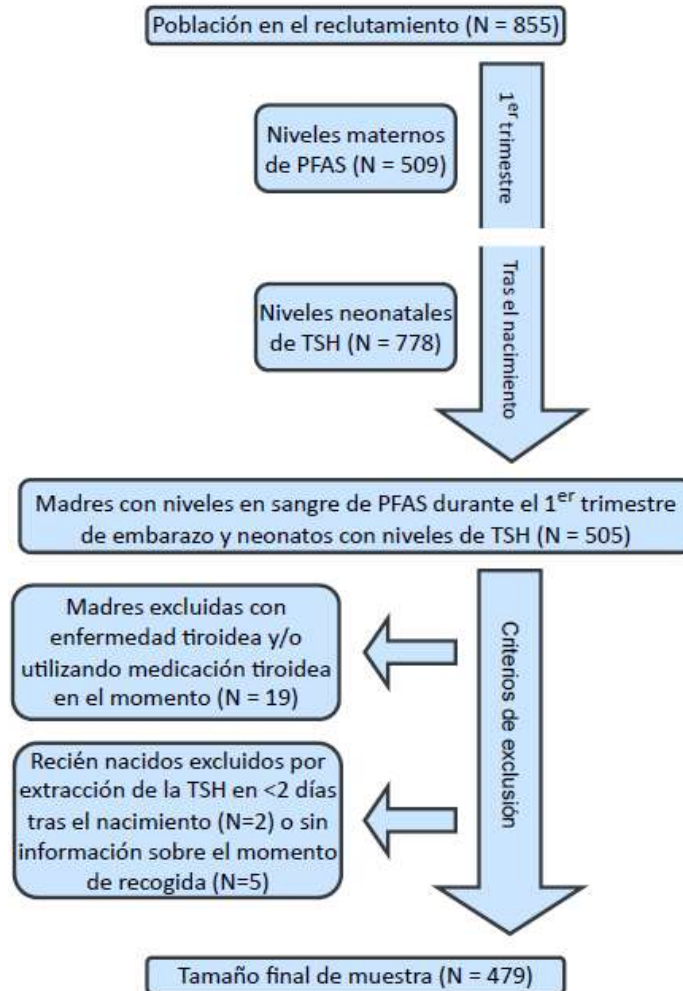 Población en el reclutamiento (N = 855)
1er trimestre
Niveles maternos
de PFAS (N = 509)
Tras el nacimiento
Niveles neonatales
de TSH (N = 778)
Madres con niveles en sangre de PFAS durante el 1er trimestre
de embarazo y neonatos con niveles de TSH (N = 505)
Criterios de exclusión
Madres excluidas con
enfermedad tiroidea y/o
utilizando medicación tiroidea
en el momento (N = 19)
Recién nacidos excluidos por
extracción de la TSH en <2 días
tras el nacimiento (N=2) o sin
información sobre el momento
de recogida (N=5)
Tamaño final de muestra (N = 479)